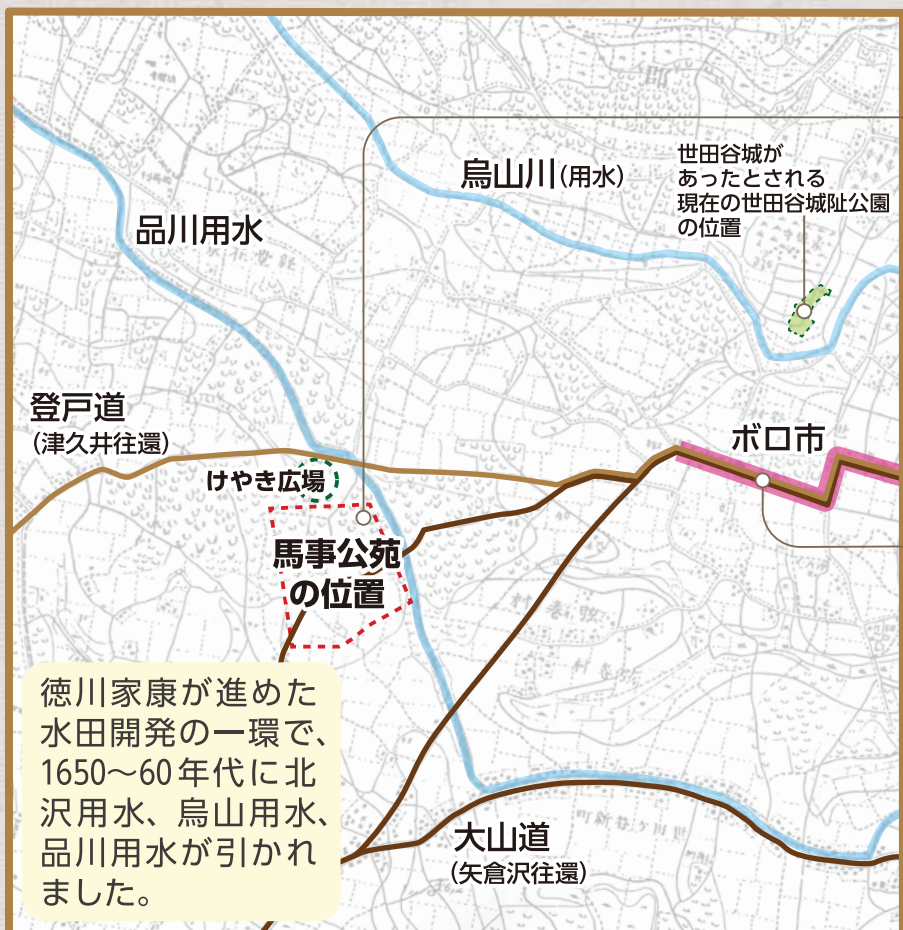 烏山川(用水)
世田谷城が
あったとされる
現在の世田谷城阯公園
の位置
品川用水
登戸道
(津久井往還)
ボロ市
けやき広場
馬事公苑
の位置
徳川家康が進めた
水田開発の一環で、
1650〜60年代に北
沢用水、烏山用水、
品川用水が引かれ
ました。
大山道
(矢倉沢往還)